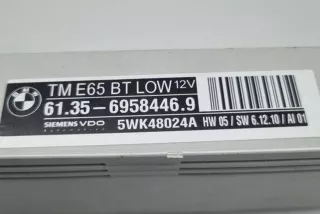 BMW
TM E65 BT LOW 12V
61.35-6958446.9
SIEMENS VDO 5WK48024A HW 05 / SW 6.12.10 / AI 01